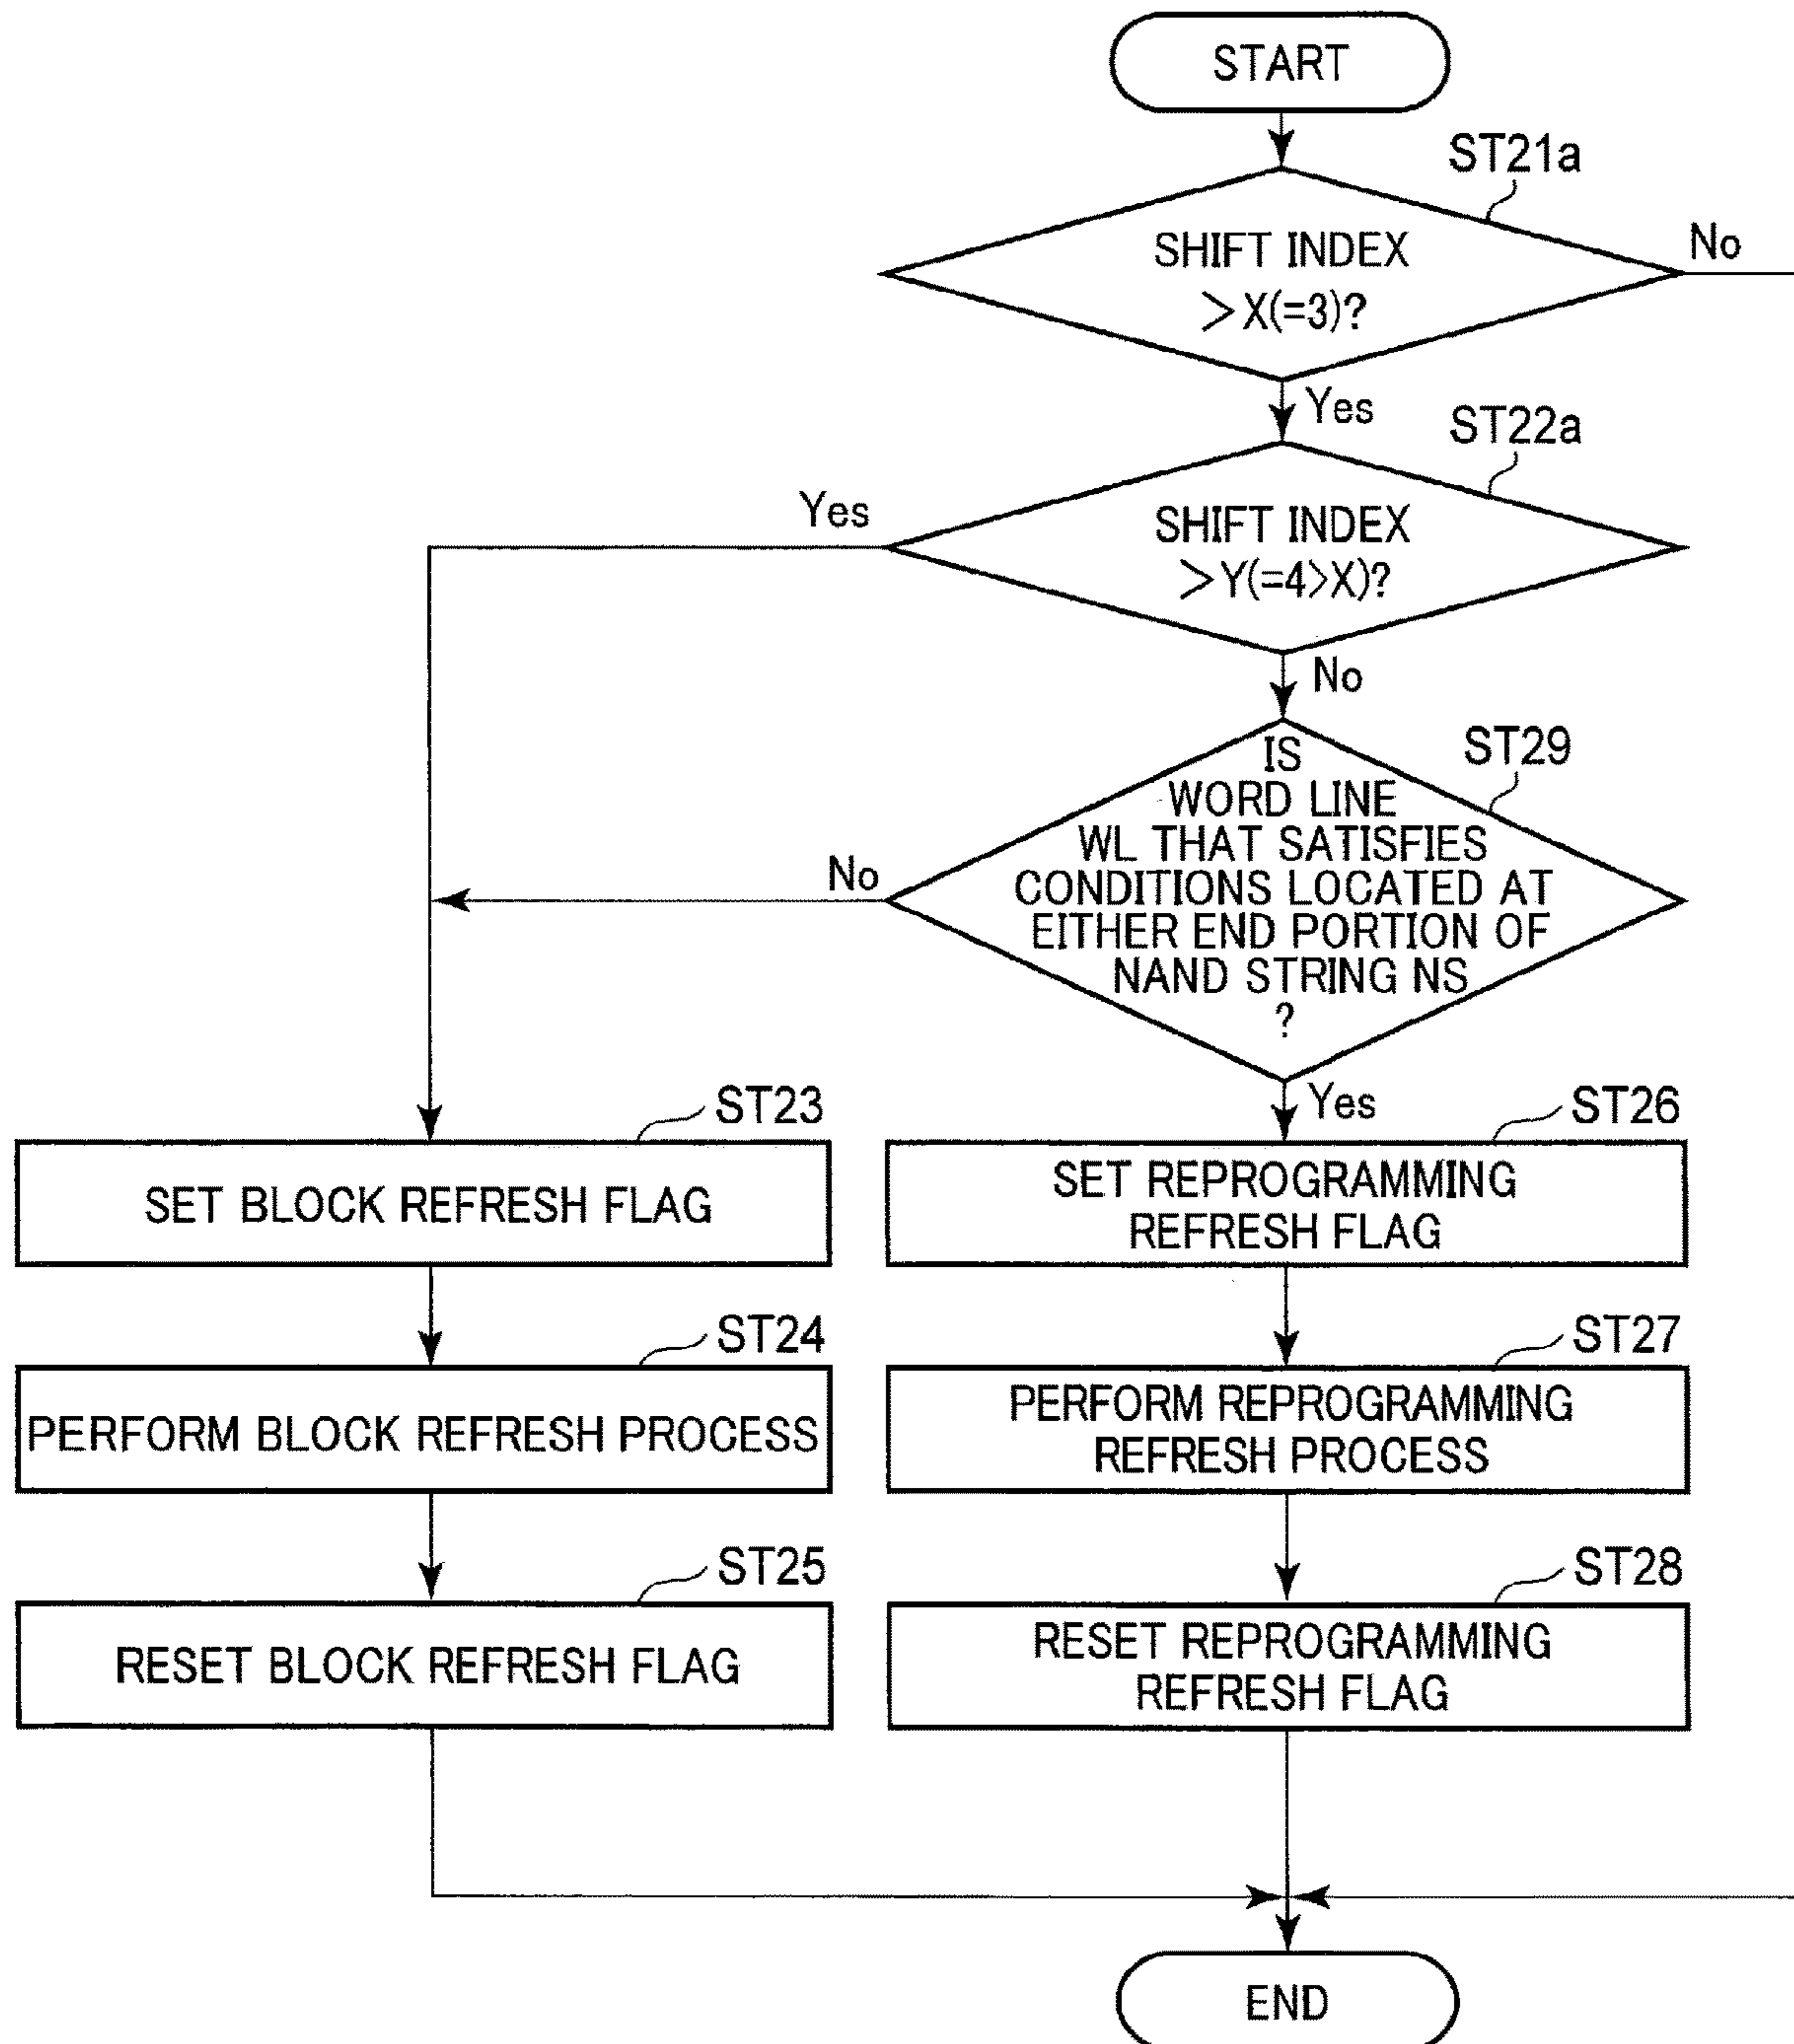 START
ST21a
SHIFT INDEX
>X(=3)?
No
Yes
ST22a
SHIFT INDEX
>Y(=4>X)?
Yes
No
ST29
IS
WORD LINE
WL THAT SATISFIES
CONDITIONS LOCATED AT
EITHER END PORTION OF
NAND STRING NS
?
No
Yes
ST23
SET BLOCK REFRESH FLAG
ST26
SET REPROGRAMMING
REFRESH FLAG
ST24
PERFORM BLOCK REFRESH PROCESS
ST27
PERFORM REPROGRAMMING
REFRESH PROCESS
ST25
RESET BLOCK REFRESH FLAG
ST28
RESET REPROGRAMMING
REFRESH FLAG
END